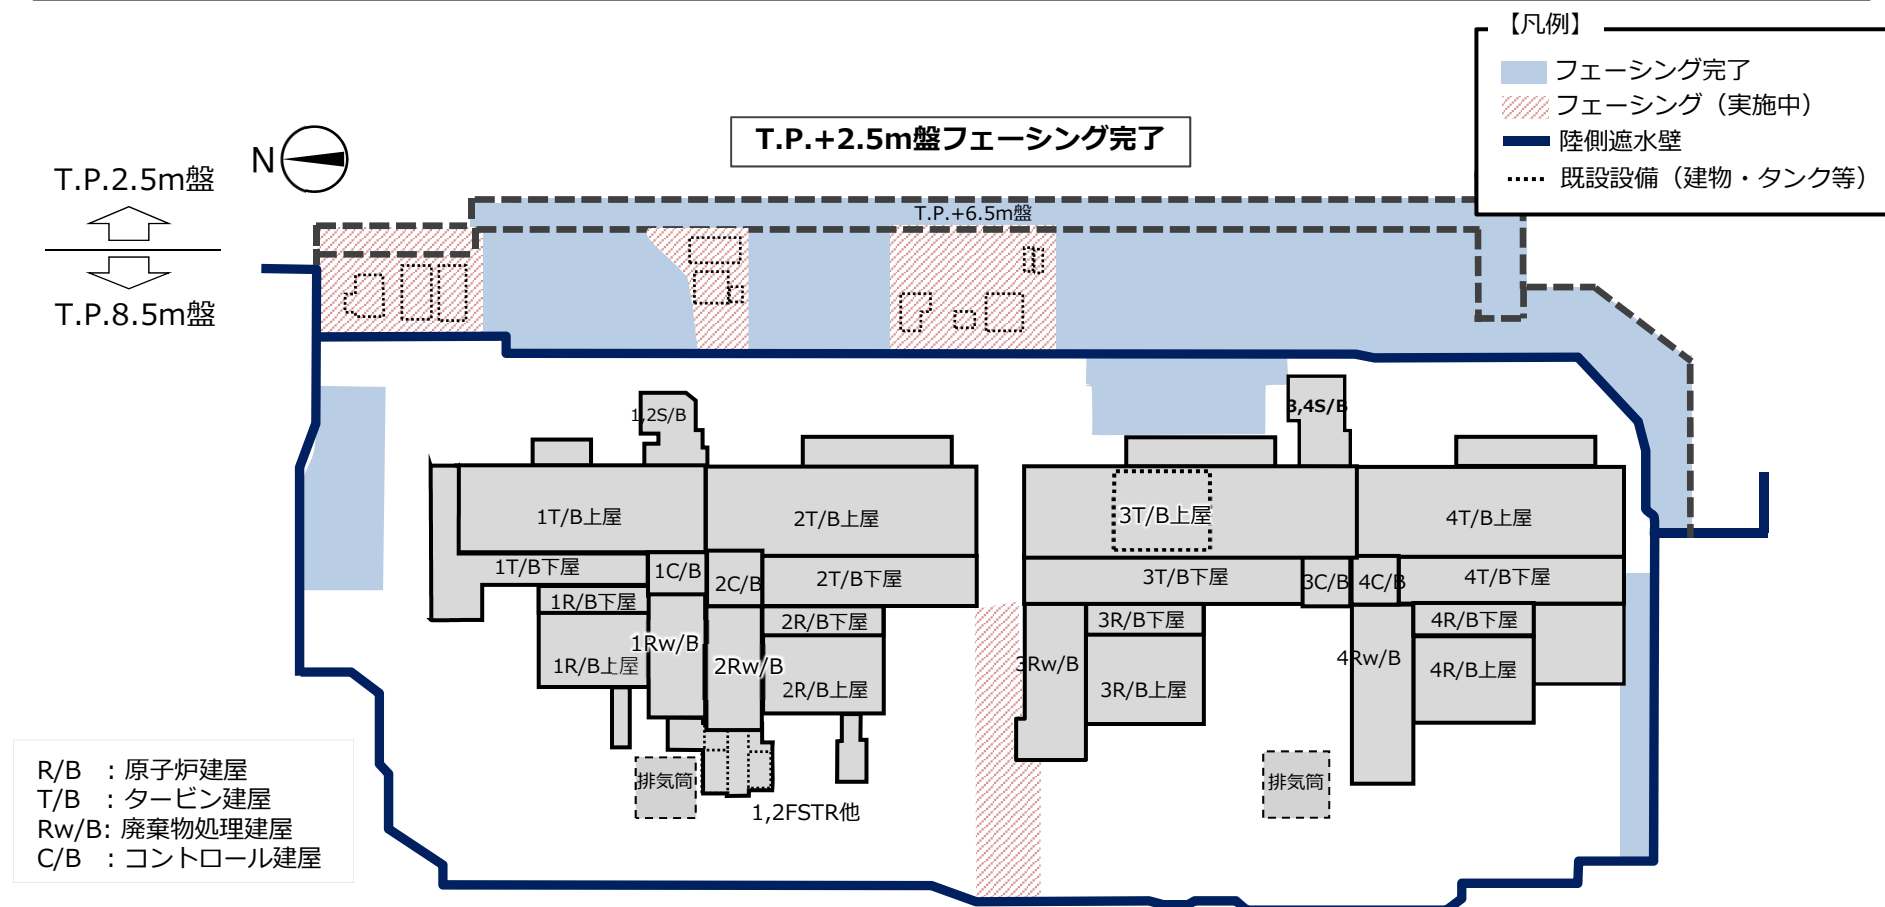 【凡例】
フェーシング完了
フェーシング（実施中）
陸側遮水壁
既設設備（建物・タンク等）
T.P.+2.5m盤フェーシング完了
N
T.P.2.5m盤
T.P.8.5m盤
T.P.+6.5m盤
1,2S/B
3,4S/B
1T/B上屋
2T/B上屋
3T/B上屋
4T/B上屋
1T/B下屋
1C/B
2C/B
2T/B下屋
3T/B下屋
3C/B
4C/B
4T/B下屋
1R/B下屋
2R/B下屋
3R/B下屋
4R/B下屋
1Rw/B
2Rw/B
3Rw/B
4Rw/B
1R/B上屋
2R/B上屋
3R/B上屋
4R/B上屋
排気筒
排気筒
1,2FSTR他
R/B ：原子炉建屋
T/B ：タービン建屋
Rw/B：廃棄物処理建屋
C/B ：コントロール建屋